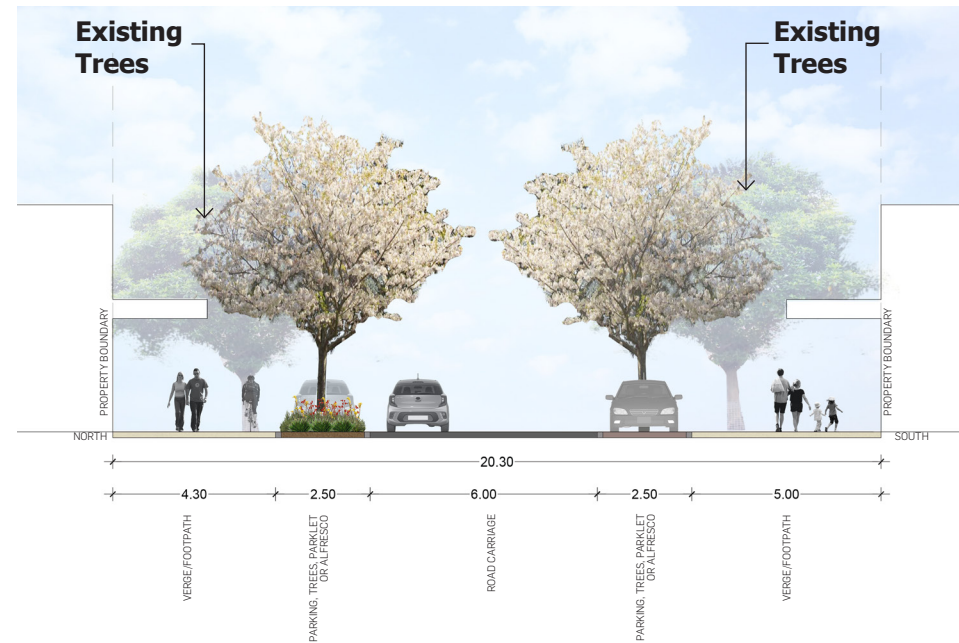 Existing
Trees
Existing
Trees
PROPERTY BOUNDARY
PROPERTY BOUNDARY
NORTH
SOUTH
20.30
4.30
2.50
6.00
2.50
5.00
VERGE/FOOTPATH
PARKING, TREES, PARKLET
OR ALFRESCO
ROAD CARRIAGE
PARKING, TREES, PARKLET
OR ALFRESCO
VERGE/FOOTPATH